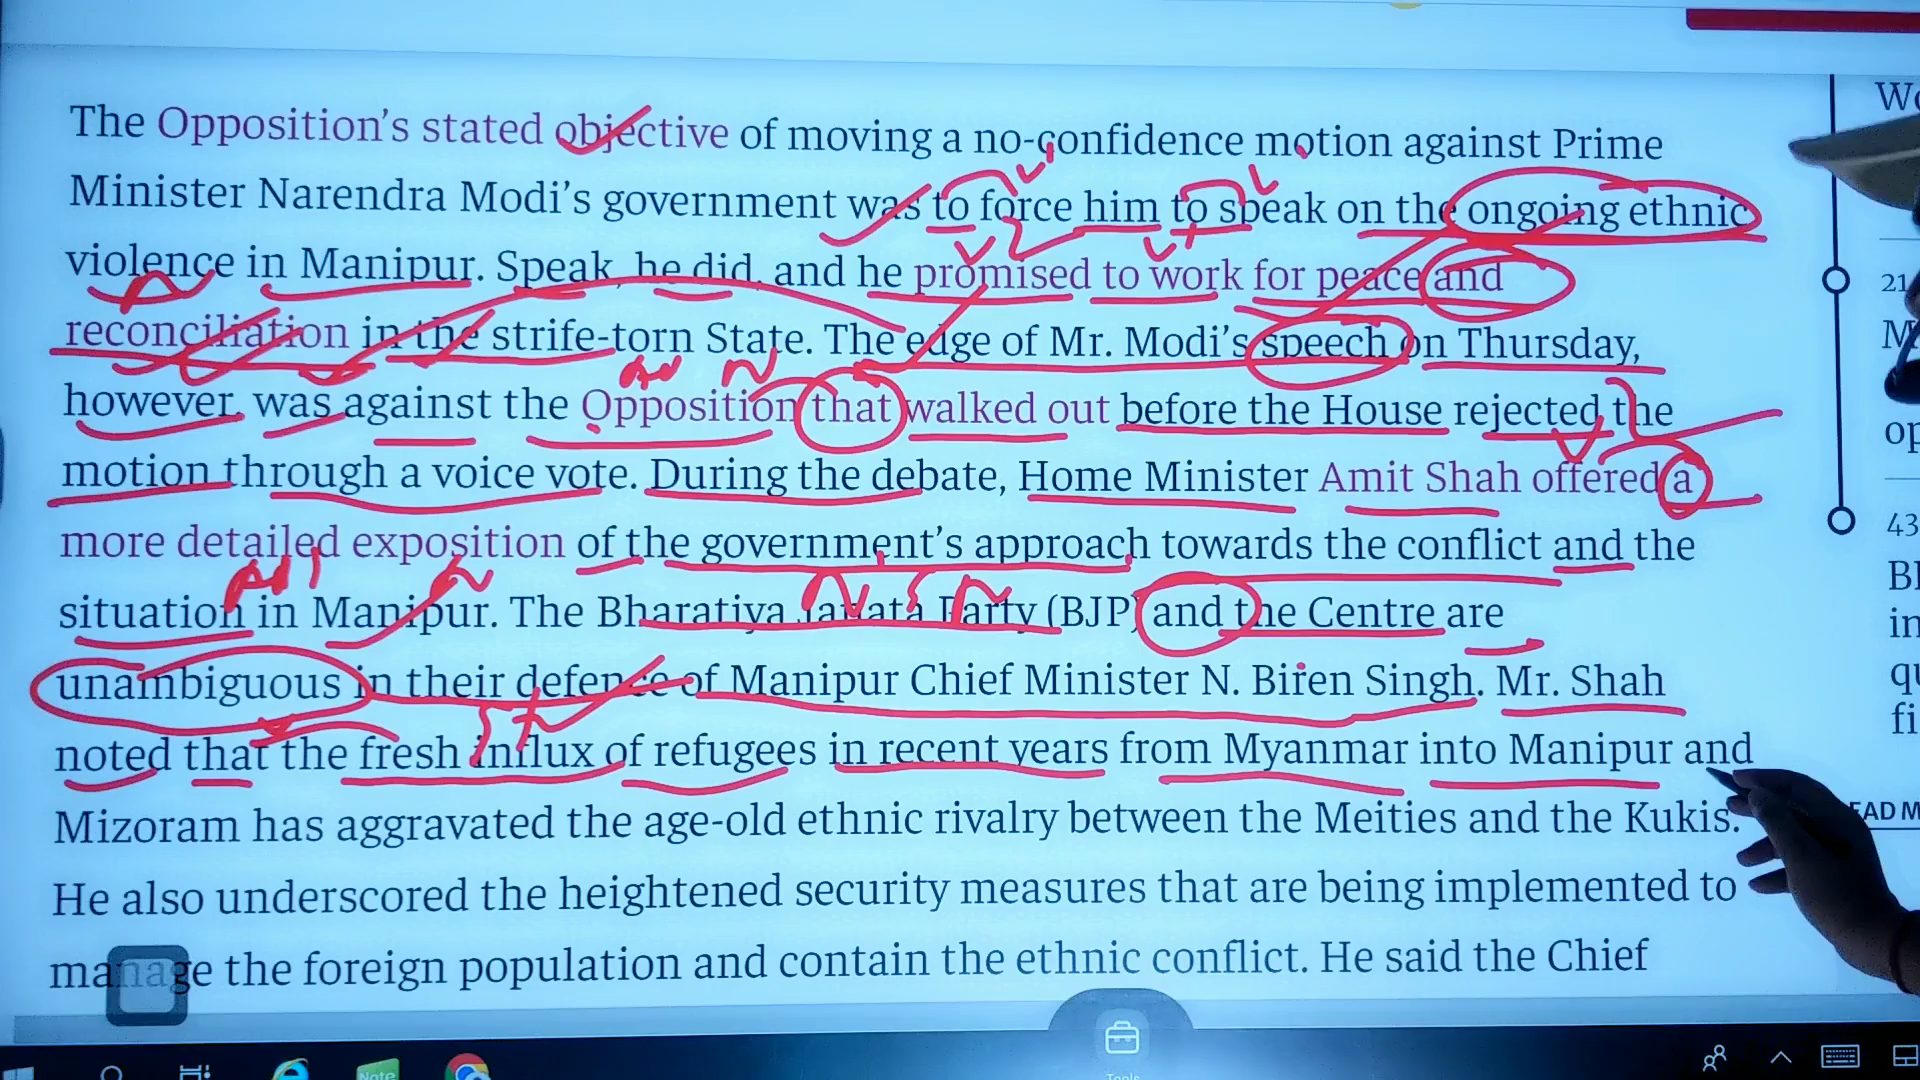 The Opposition’s stated objective of moving a no-confidence motion against Prime
Minister Narendra Modi’s government was to force him to speak on the ongoing ethnic
violence in Manipur. Speak, he did, and he promised to work for peace and
reconciliation in the strife-torn State. The edge of Mr. Modi’s speech on Thursday,
however, was against the Opposition that walked out before the House rejected the
motion through a voice vote. During the debate, Home Minister Amit Shah offered a
more detailed exposition of the government’s approach towards the conflict and the
situation in Manipur. The Bharatiya Janata Party (BJP) and the Centre are
unambiguous in their defence of Manipur Chief Minister N. Biren Singh. Mr. Shah
noted that the fresh influx of refugees in recent years from Myanmar into Manipur and
Mizoram has aggravated the age-old ethnic rivalry between the Meities and the Kukis.
He also underscored the heightened security measures that are being implemented to
manage the foreign population and contain the ethnic conflict. He said the Chief
21
43
Note
Tools